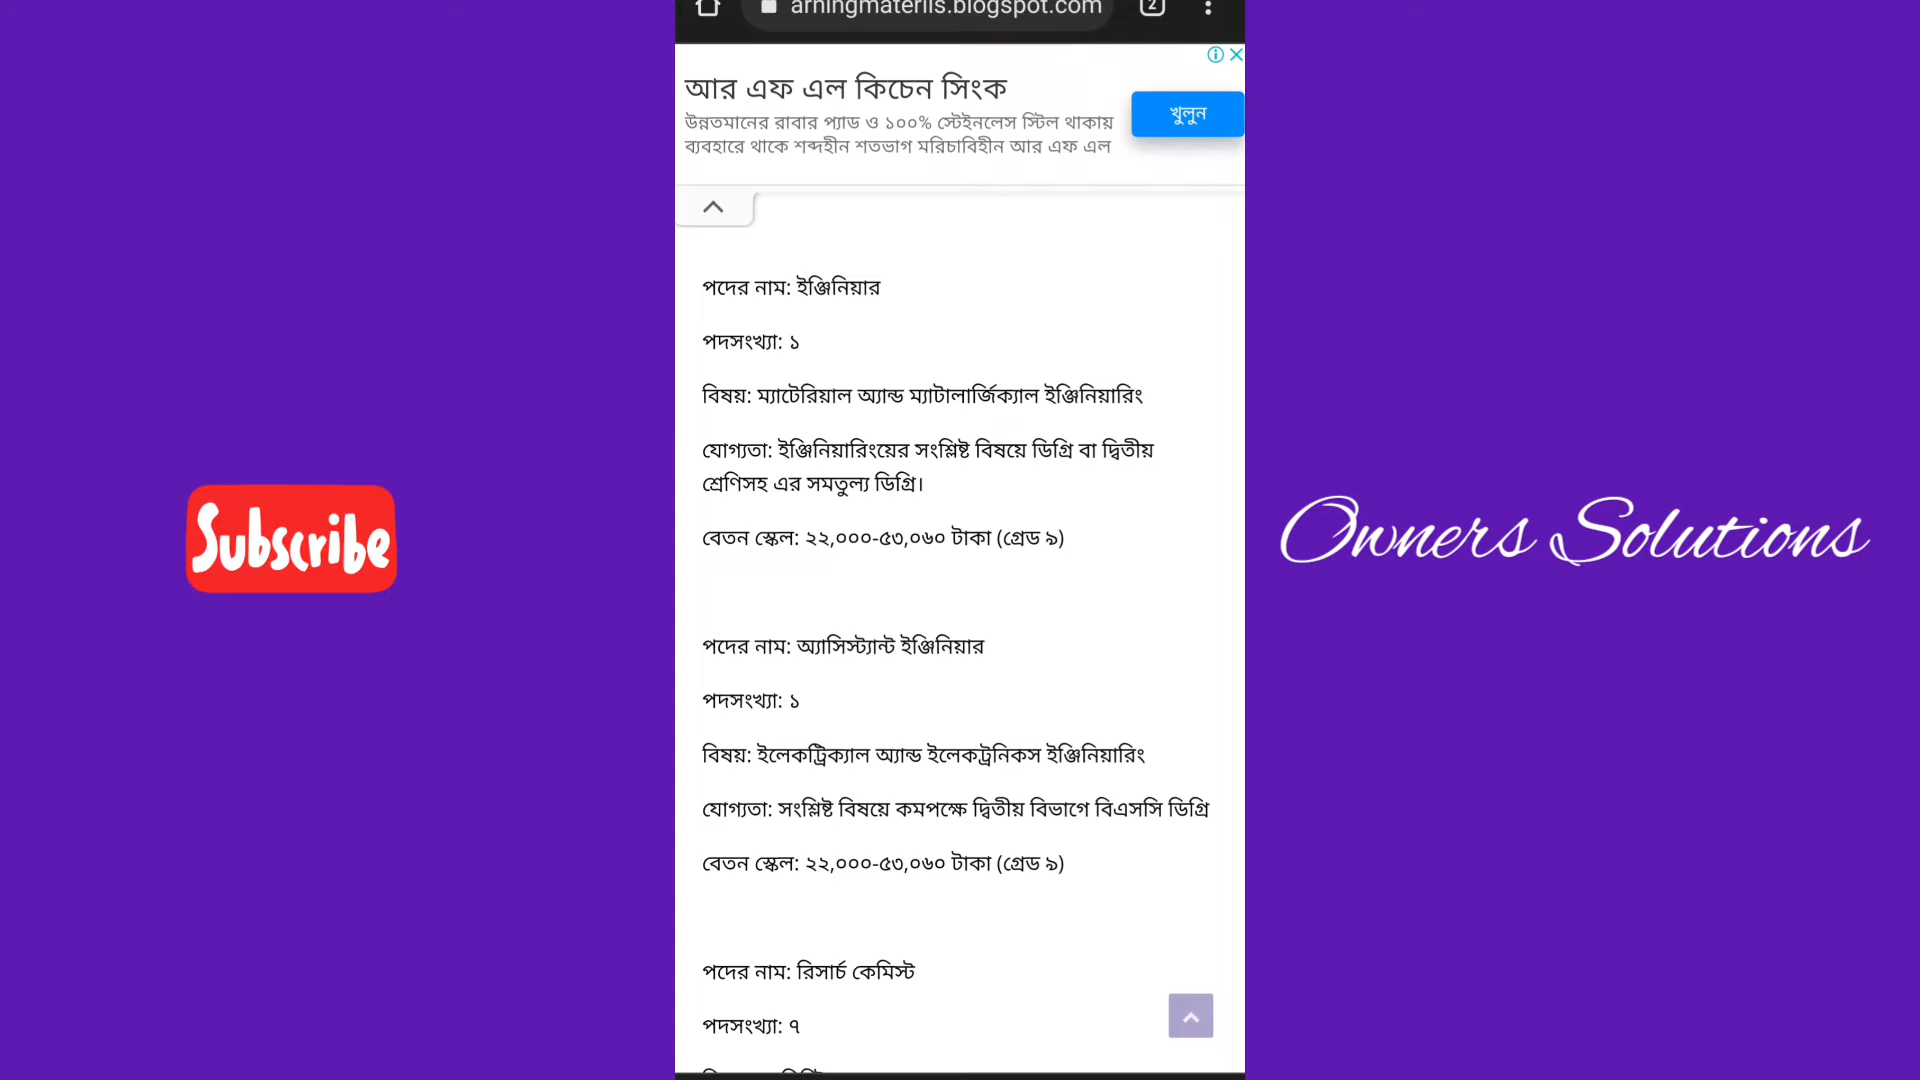 arningmaterils.blogspot.com
2
আর এফ এল কিচেন সিংক
উন্নতমানের রাবার প্যাড ও ১০০% স্টেইনলেস স্টিল থাকায়
ব্যবহারে থাকে শব্দহীন শতভাগ মরিচাবিহীন আর এফ এল
খুলুন
পদের নাম: ইঞ্জিনিয়ার
পদসংখ্যা: ১
বিষয়: ম্যাটেরিয়াল অ্যান্ড ম্যাটালার্জিক্যাল ইঞ্জিনিয়ারিং
যোগ্যতা: ইঞ্জিনিয়ারিংয়ের সংশ্লিষ্ট বিষয়ে ডিগ্রি বা দ্বিতীয়
শ্রেণিসহ এর সমতুল্য ডিগ্রি।
বেতন স্কেল: ২২,০০০-৫৩,০৬০ টাকা (গ্রেড ৯)
পদের নাম: অ্যাসিস্ট্যান্ট ইঞ্জিনিয়ার
পদসংখ্যা: ১
বিষয়: ইলেকট্রিক্যাল অ্যান্ড ইলেকট্রনিকস ইঞ্জিনিয়ারিং
যোগ্যতা: সংশ্লিষ্ট বিষয়ে কমপক্ষে দ্বিতীয় বিভাগে বিএসসি ডিগ্রি
বেতন স্কেল: ২২,০০০-৫৩,০৬০ টাকা (গ্রেড ৯)
পদের নাম: রিসার্চ কেমিস্ট
পদসংখ্যা: ৭
Subscribe
Owners Solutions